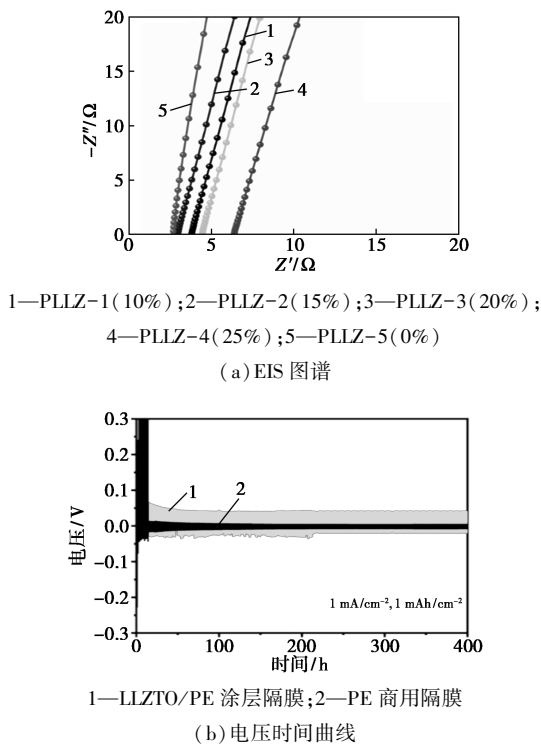 20
15
10
5
0
-Z″/Ω
1
3
2
4
5
0 5 10 15 20
Z′/Ω
1—PLLZ-1(10%);2—PLLZ-2(15%);3—PLLZ-3(20%);
4—PLLZ-4(25%);5—PLLZ-5(0%)
(a)EIS 图谱
0.3
0.2
0.1
0.0
-0.1
-0.2
-0.3
电压/V
1
2
1 mA/cm⁻², 1 mAh/cm⁻²
0 100 200 300 400
时间/h
1—LLZTO/PE 涂层隔膜;2—PE 商用隔膜
(b)电压时间曲线